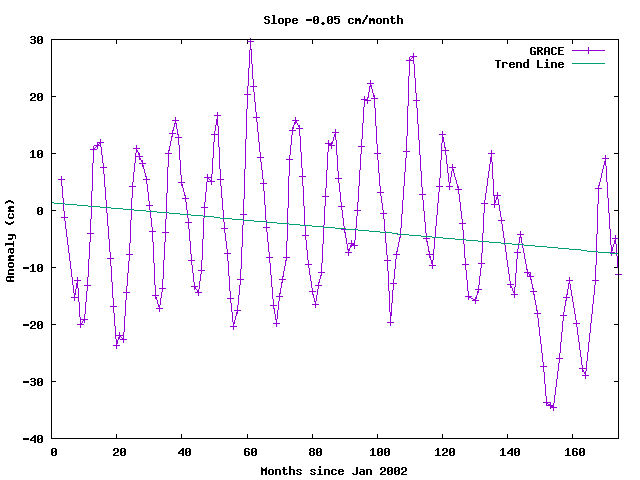 Slope -0.05 cm/month
GRACE
Trend Line
30
20
10
0
-10
-20
-30
-40
Anomaly (cm)
0 20 40 60 80 100 120 140 160
Months since Jan 2002